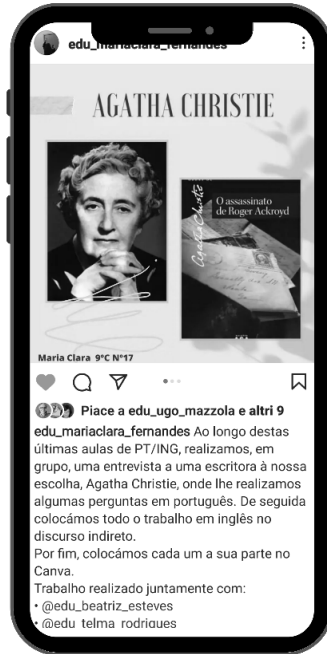 edu_mariaclara_fernandes
AGATHA CHRISTIE
Agatha Christie
O assassinato
de Roger Ackroyd
Maria Clara 9ºC Nº17
Piace a edu_ugo_mazzola e altri 9
edu_mariaclara_fernandes Ao longo destas
últimas aulas de PT/ING, realizamos, em
grupo, uma entrevista a uma escritora à nossa
escolha, Agatha Christie, onde lhe realizamos
algumas perguntas em português. De seguida
colocámos todo o trabalho em inglês no
discurso indireto.
Por fim, colocámos cada um a sua parte no
Canva.
Trabalho realizado juntamente com:
• @edu_beatriz_esteves
• @edu_telma_rodrigues